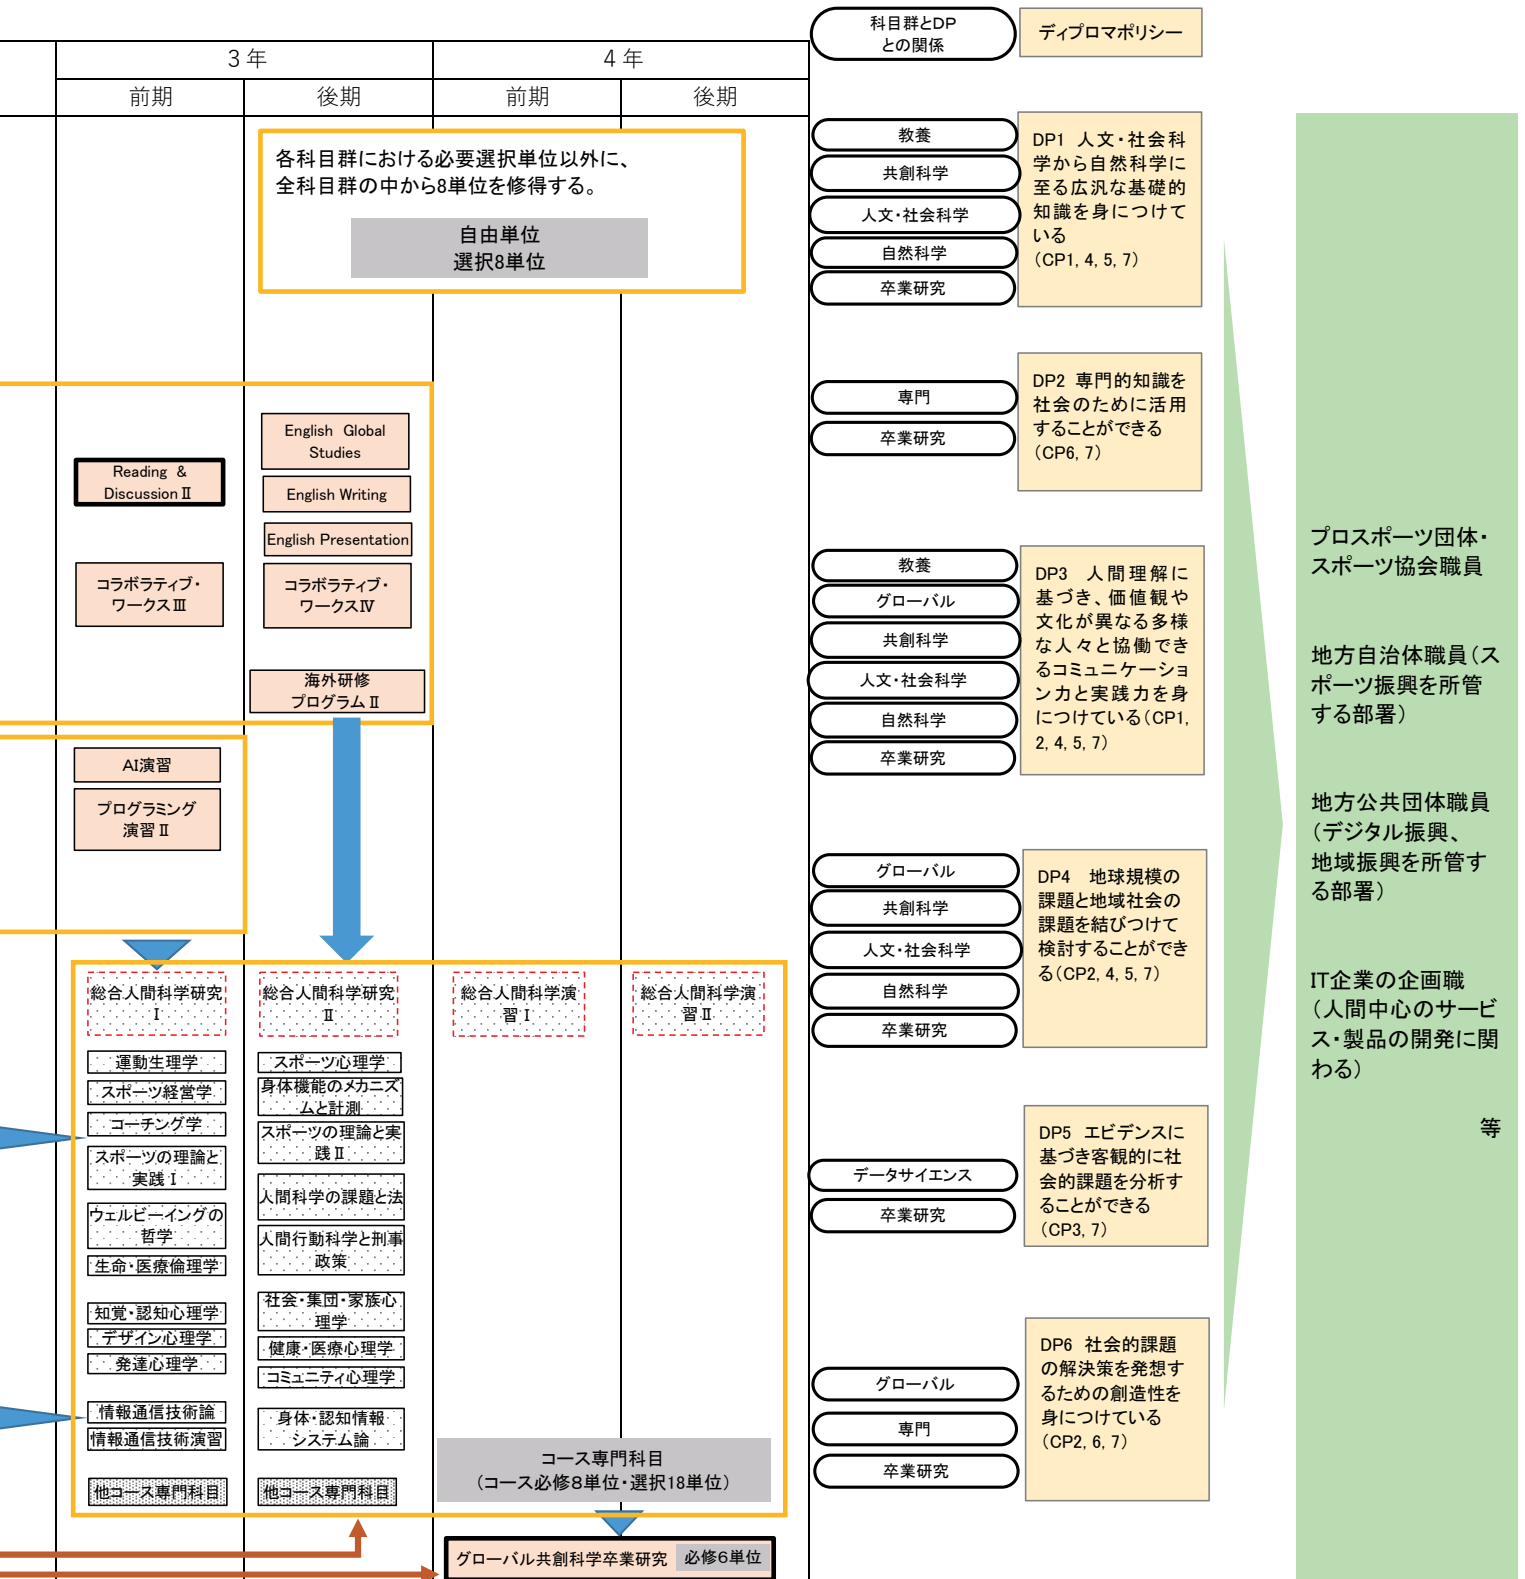 科目群とDP
との関係
ディプロマポリシー
3年
4年
前期
後期
前期
後期
各科目群における必要選択単位以外に、
全科目群の中から8単位を修得する。
自由単位
選択8単位
Reading &
Discussion Ⅱ
コラボラティブ・
ワークスⅢ
English Global
Studies
English Writing
English Presentation
コラボラティブ・
ワークスⅣ
海外研修
プログラム Ⅱ
AI演習
プログラミング
演習 Ⅱ
総合人間科学研究
Ⅰ
運動生理学
スポーツ経営学
コーチング学
スポーツの理論と
実践 Ⅰ
ウェルビーイングの
哲学
生命・医療倫理学
知覚・認知心理学
デザイン心理学
発達心理学
情報通信技術論
情報通信技術演習
他コース専門科目
総合人間科学研究
Ⅱ
スポーツ心理学
身体機能のメカニズ
ムと計測
スポーツの理論と実
践 Ⅱ
人間科学の課題と法
人間行動科学と刑事
政策
社会・集団・家族心
理学
健康・医療心理学
コミュニティ心理学
身体・認知情報
システム論
他コース専門科目
総合人間科学演
習 Ⅰ
総合人間科学演
習 Ⅱ
コース専門科目
（コース必修8単位・選択18単位）
グローバル共創科学卒業研究
必修6単位
教養
共創科学
人文・社会科学
自然科学
卒業研究
DP1 人文・社会科
学から自然科学に
至る広汎な基礎的
知識を身につけて
いる
（CP1, 4, 5, 7）
専門
卒業研究
DP2 専門的知識を
社会のために活用
することができる
（CP6, 7）
教養
グローバル
共創科学
人文・社会科学
自然科学
卒業研究
DP3 人間理解に
基づき、価値観や
文化が異なる多様
な人々と協働でき
るコミュニケーショ
ン力と実践力を身
につけている（CP1,
2, 4, 5, 7）
グローバル
共創科学
人文・社会科学
自然科学
卒業研究
DP4 地球規模の
課題と地域社会の
課題を結びつけて
検討することができ
る（CP2, 4, 5, 7）
データサイエンス
卒業研究
DP5 エビデンスに
基づき客観的に社
会的課題を分析す
ることができる
（CP3, 7）
グローバル
専門
卒業研究
DP6 社会的課題
の解決策を発想す
るための創造性を
身につけている
（CP2, 6, 7）
プロスポーツ団体・
スポーツ協会職員
地方自治体職員（ス
ポーツ振興を所管
する部署）
地方公共団体職員
（デジタル振興、
地域振興を所管す
る部署）
IT企業の企画職
（人間中心のサービ
ス・製品の開発に関
わる）
等